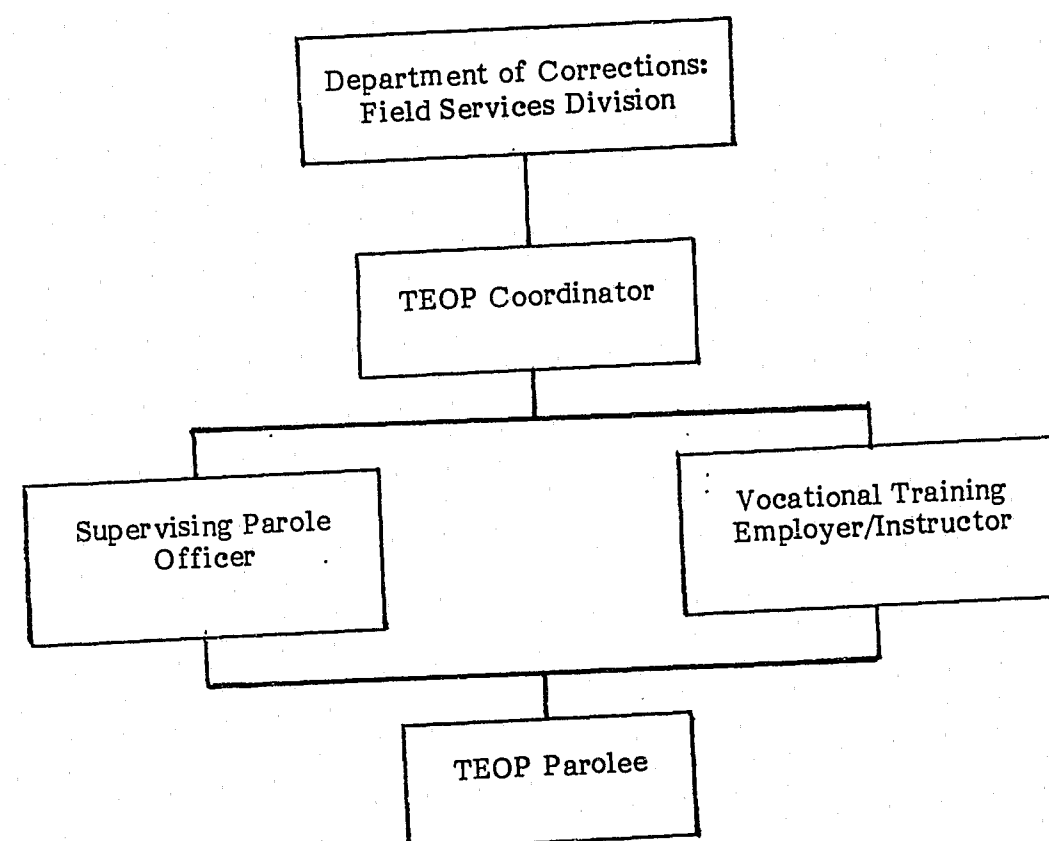 Department of Corrections:
Field Services Division
TEOP Coordinator
Supervising Parole
Officer
Vocational Training
Employer/Instructor
TEOP Parolee